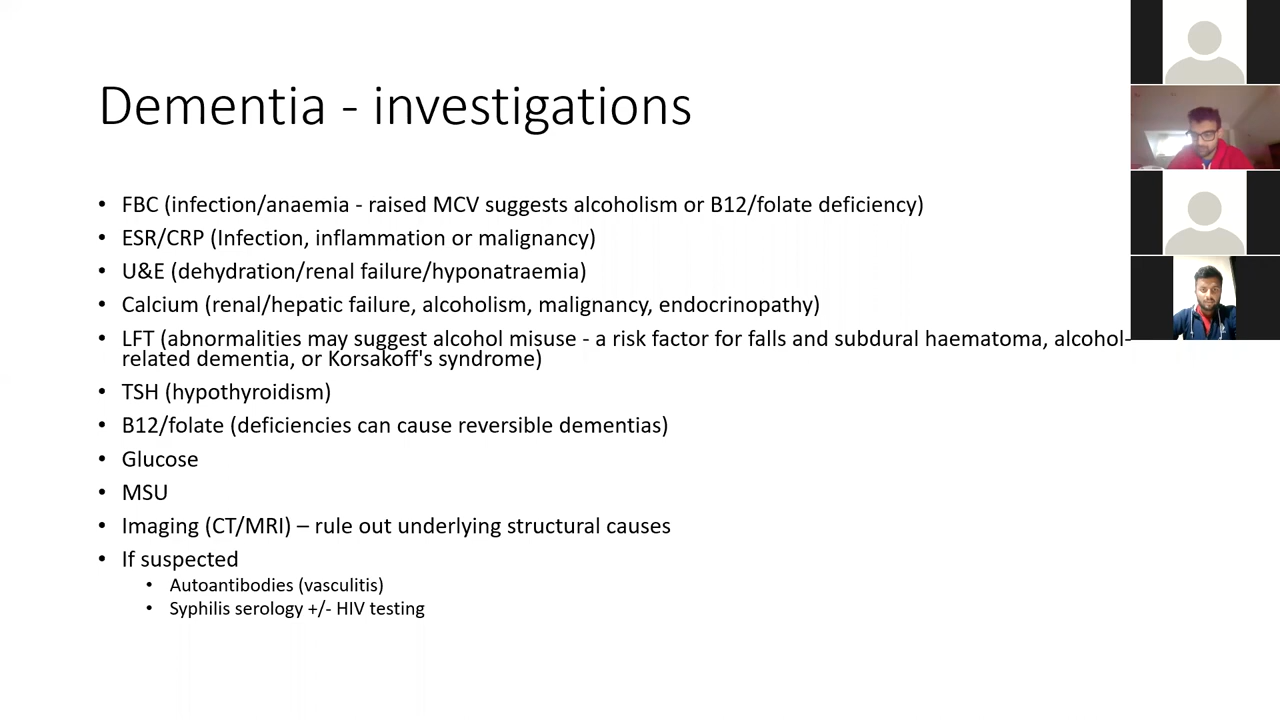 Dementia - investigations
• FBC (infection/anaemia - raised MCV suggests alcoholism or B12/folate deficiency)
• ESR/CRP (Infection, inflammation or malignancy)
• U&E (dehydration/renal failure/hyponatraemia)
• Calcium (renal/hepatic failure, alcoholism, malignancy, endocrinopathy)
• LFT (abnormalities may suggest alcohol misuse - a risk factor for falls and subdural haematoma, alcohol-
related dementia, or Korsakoff's syndrome)
• TSH (hypothyroidism)
• B12/folate (deficiencies can cause reversible dementias)
• Glucose
• MSU
• Imaging (CT/MRI) – rule out underlying structural causes
• If suspected
• Autoantibodies (vasculitis)
• Syphilis serology +/- HIV testing